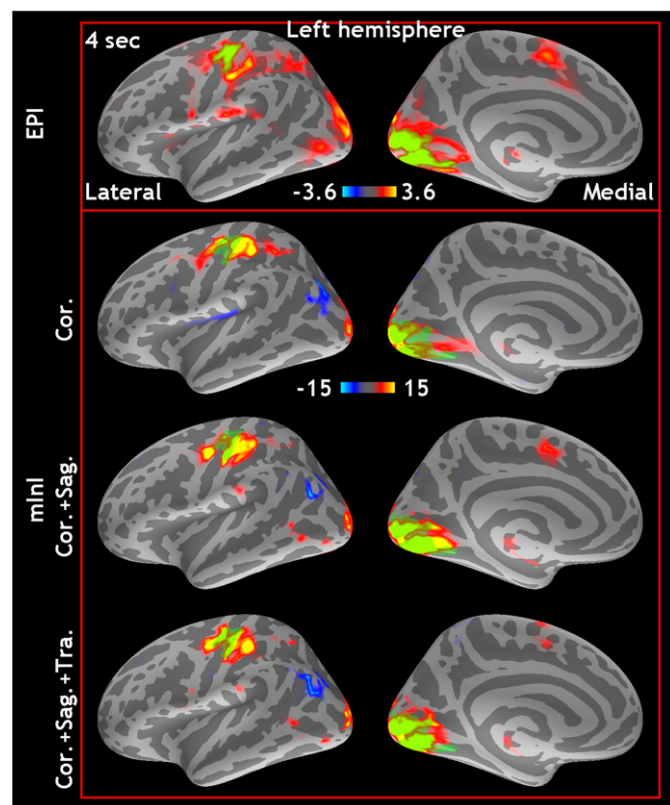 Left hemisphere
4 sec
EPI
Lateral
-3.6 3.6
Medial
Cor.
-15 15
mInI
Cor.+Sag.
Cor.+Sag.+Tra.